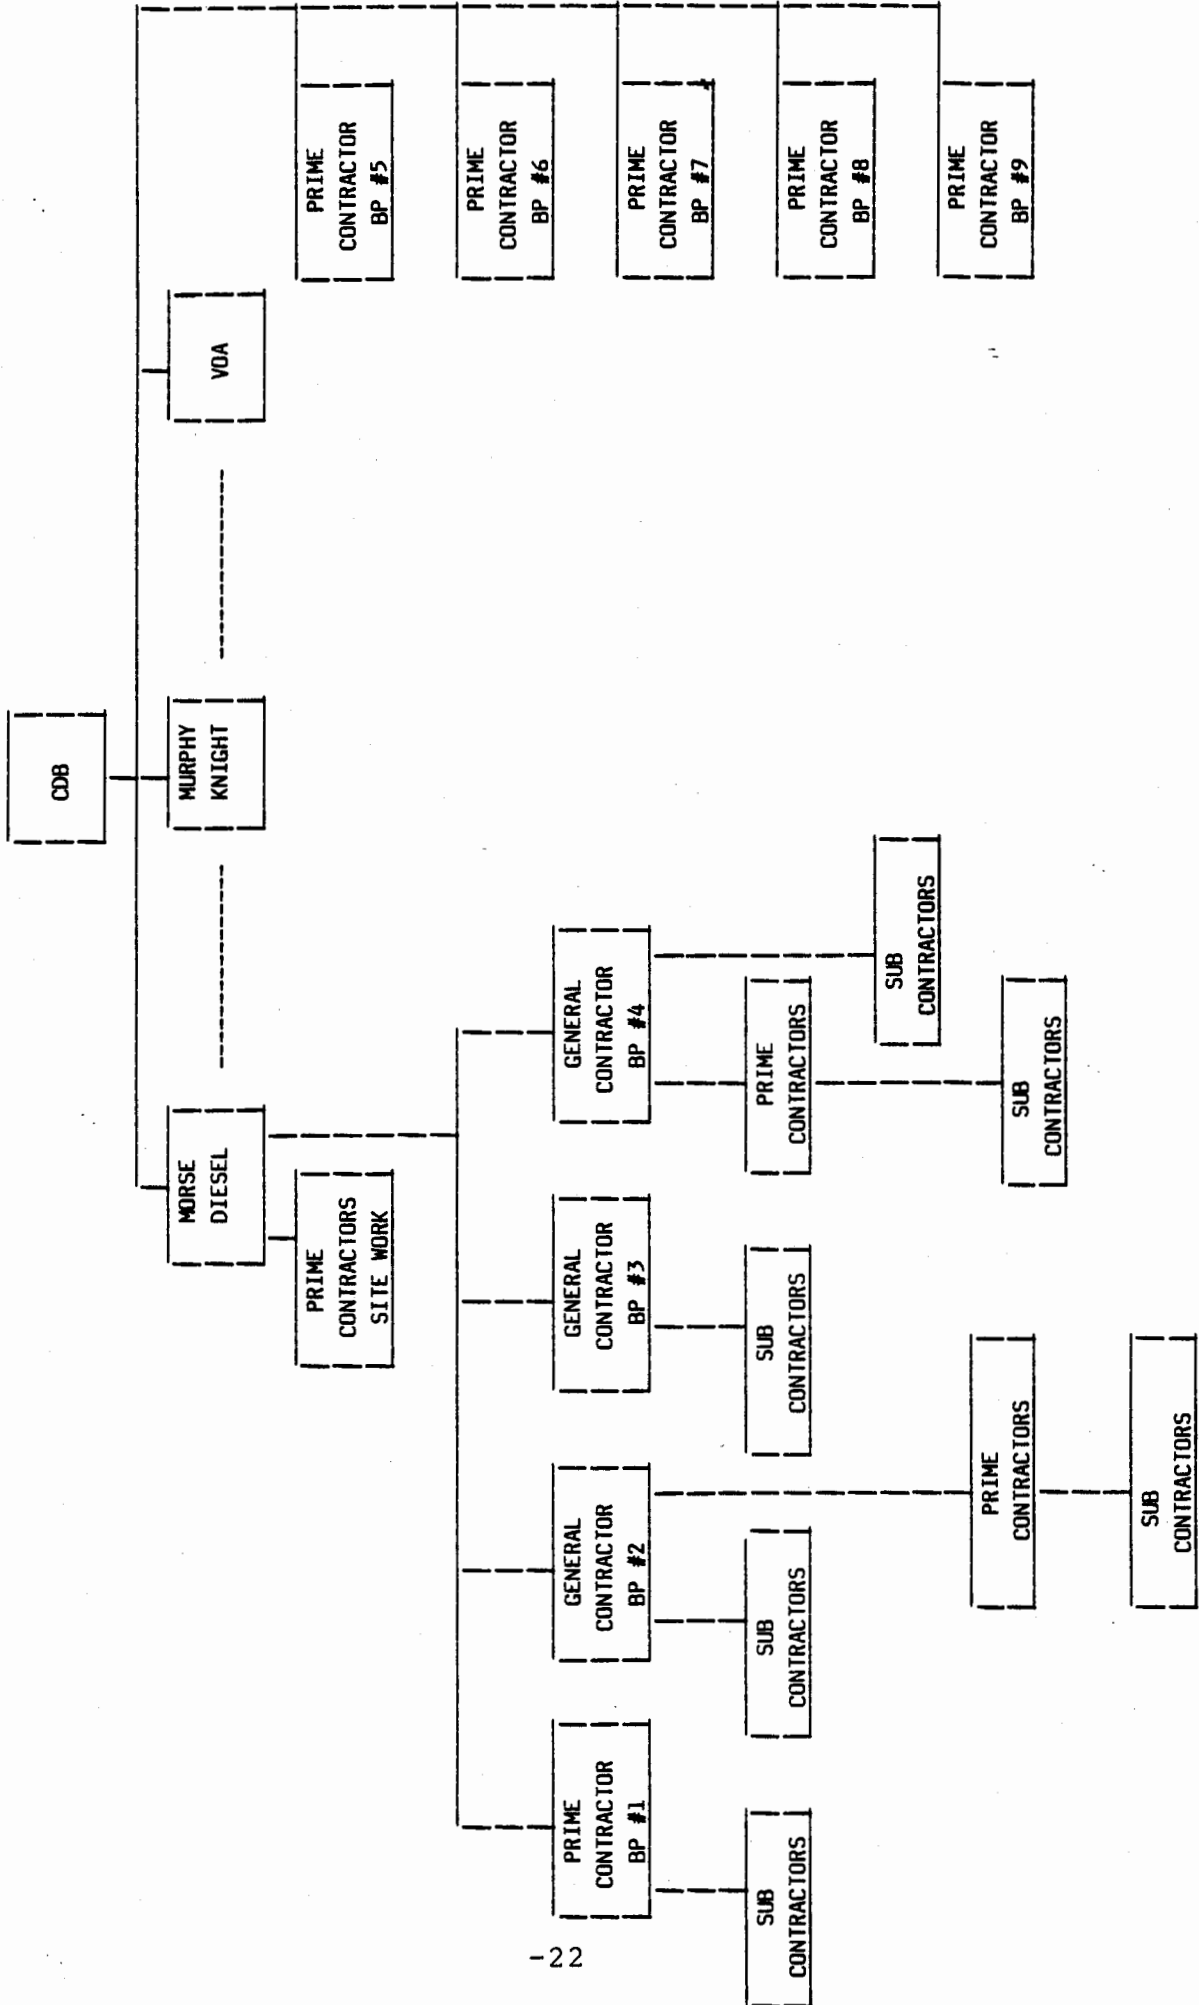 CDB
MORSE
DIESEL
MURPHY
KNIGHT
VOA
PRIME
CONTRACTORS
SITE WORK
PRIME
CONTRACTOR
BP #5
PRIME
CONTRACTOR
BP #6
PRIME
CONTRACTOR
BP #7
PRIME
CONTRACTOR
BP #8
PRIME
CONTRACTOR
BP #9
PRIME
CONTRACTOR
BP #1
GENERAL
CONTRACTOR
BP #2
GENERAL
CONTRACTOR
BP #3
GENERAL
CONTRACTOR
BP #4
SUB
CONTRACTORS
SUB
CONTRACTORS
SUB
CONTRACTORS
PRIME
CONTRACTORS
SUB
CONTRACTORS
PRIME
CONTRACTORS
SUB
CONTRACTORS
SUB
CONTRACTORS
-22